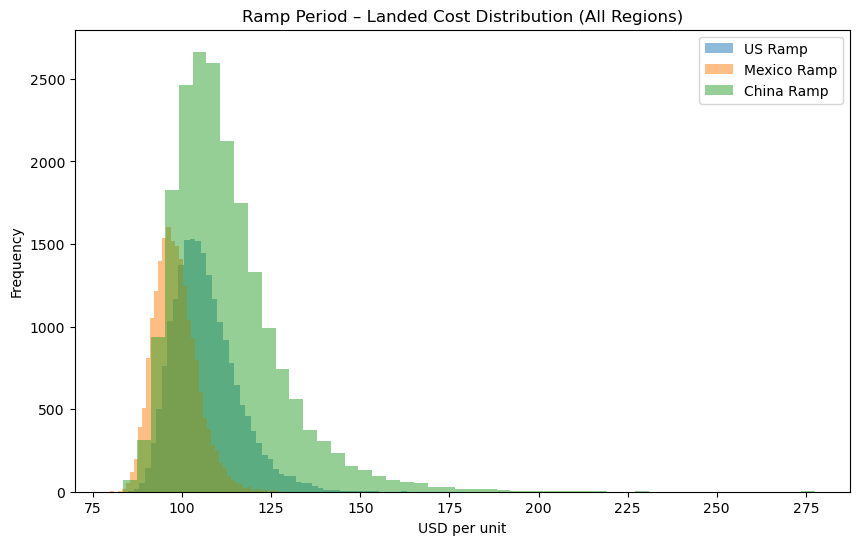 Ramp Period – Landed Cost Distribution (All Regions)
US Ramp
Mexico Ramp
China Ramp
Frequency
2500
2000
1500
1000
500
0
75 100 125 150 175 200 225 250 275
USD per unit